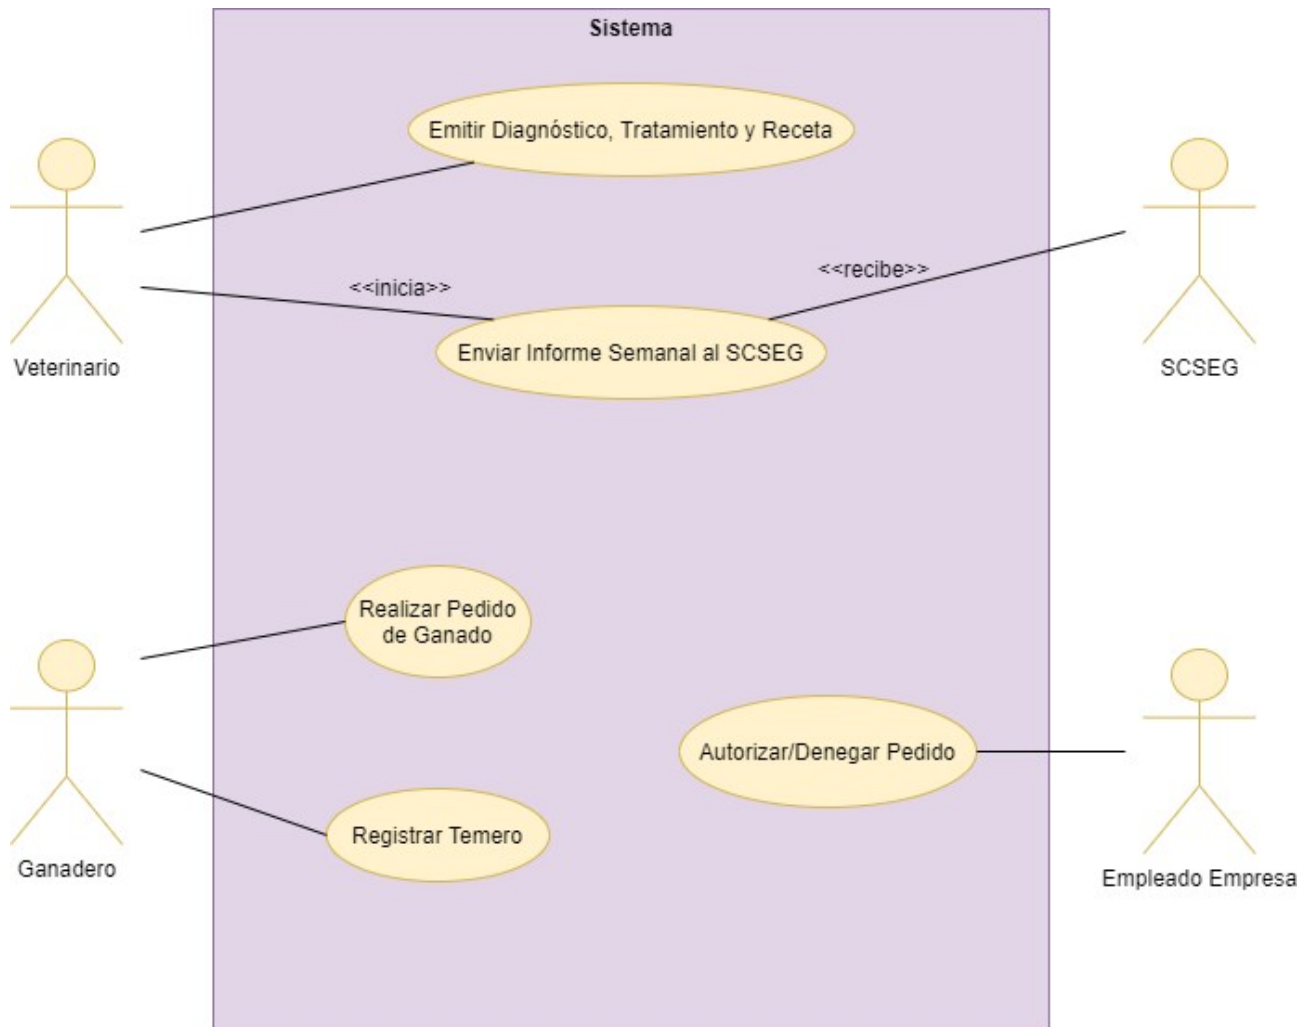 Sistema
Emitir Diagnóstico, Tratamiento y Receta
<<recibe>>
<<inicia>>
Enviar Informe Semanal al SCSEG
Veterinario
SCSEG
Realizar Pedido
de Ganado
Autorizar/Denegar Pedido
Registrar Temero
Ganadero
Empleado Empresa